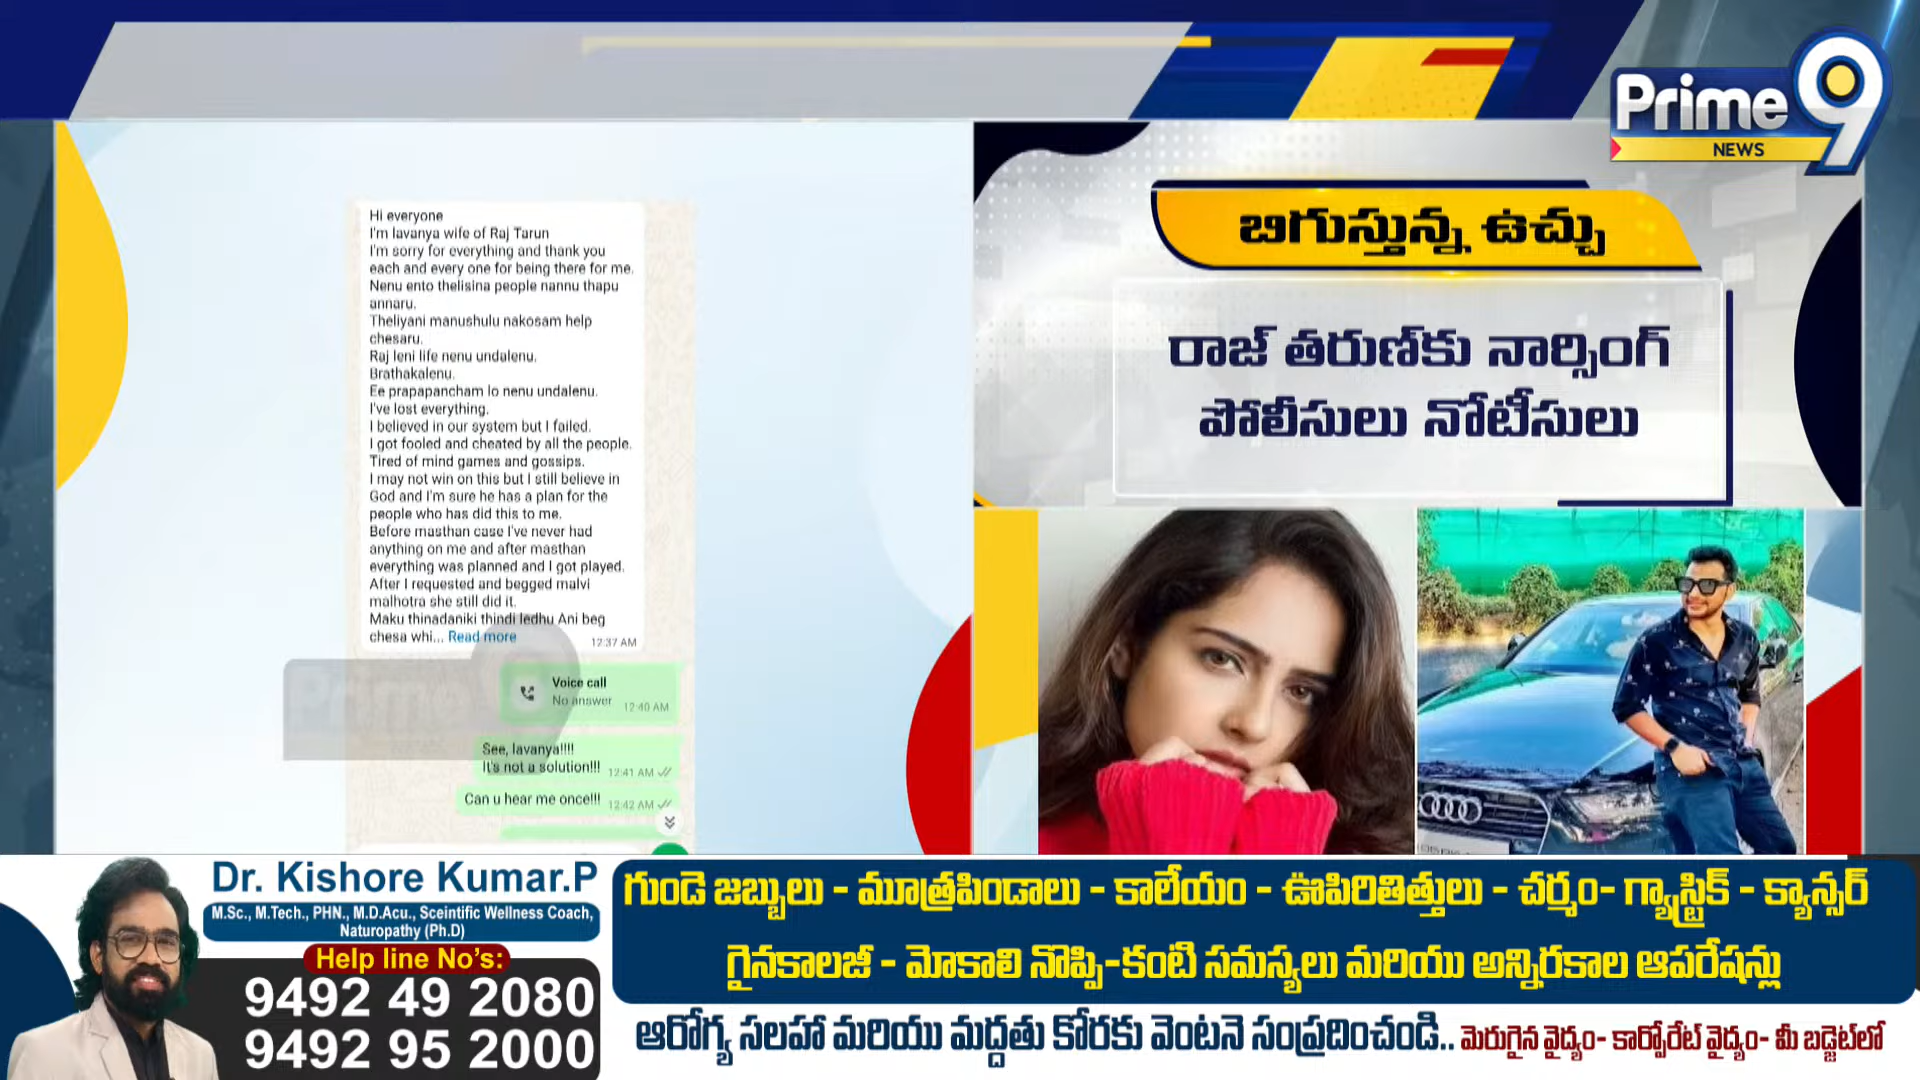 Prime9
NEWS
Hi everyone
I'm lavanya wife of Raj Tarun
I'm sorry for everything and thank you
each and every one for being there for me.
Nenu ento thelisina people nannu thapu
annaru.
Theliyani manushulu nakosam help
chesaru.
Raj leni life nenu undalenu.
Brathakalenu.
Ee prapapancham lo nenu undalenu.
I've lost everything.
I believed in our system but I failed.
I got fooled and cheated by all the people.
Tired of mind games and gossips.
I may not win on this but I still believe in
God and I'm sure he has a plan for the
people who has did this to me.
Before masthan case I've never had
anything on me and after masthan
everything was planned and I got played.
After I requested and begged malvi
malhotra she still did it.
Maku thinadaniki thindi ledhu Ani beg
chesa whi... Read more
12:37 AM
Voice call
No answer 12:40 AM
See, lavanya!!!!
It's not a solution!!! 12:41 AM
Can u hear me once!!! 12:42 AM
Prime9
NEWS
బిగుస్తున్న ఉచ్చు
రాజ్ తరుణ్‌కు నార్సింగ్
పోలీసులు నోటీసులు
Dr. Kishore Kumar.P
M.Sc., M.Tech., PHN., M.D.Acu., Sceintific Wellness Coach,
Naturopathy (Ph.D)
Help line No's:
9492 49 2080
9492 95 2000
గుండె జబ్బులు - మూత్రపిండాలు - కాలేయం - ఊపిరితిత్తులు - చర్మం- గ్యాస్ట్రిక్ - క్యాన్సర్
గైనకాలజీ - మోకాలి నొప్పి-కంటి సమస్యలు మరియు అన్నిరకాల ఆపరేషన్లు
ఆరోగ్య సలహా మరియు మద్దతు కోరకు వెంటనె సంప్రదించండి.. మెరుగైన వైద్యం- కార్పోరేట్ వైద్యం- మీ బడ్జెట్‌లో